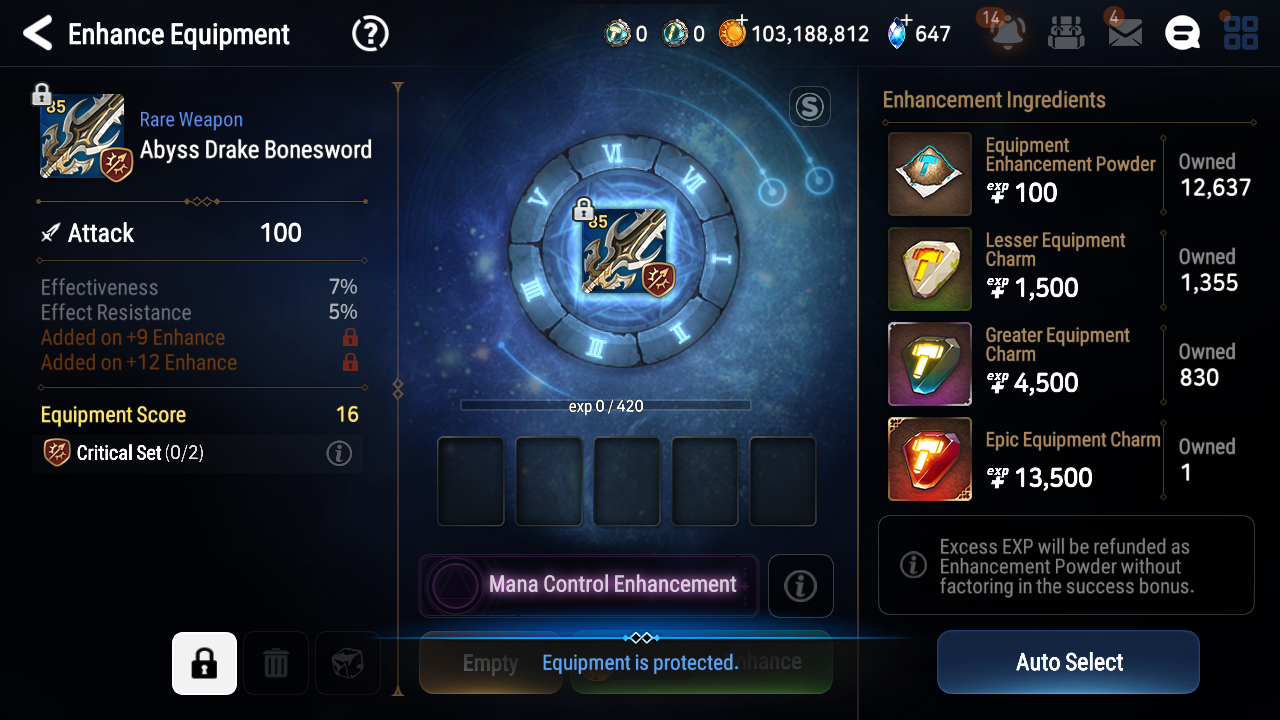 Enhance Equipment
?
0
0
103,188,812
647
14
4
85
Rare Weapon
Abyss Drake Bonesword
Attack 100
Effectiveness 7%
Effect Resistance 5%
Added on +9 Enhance
Added on +12 Enhance
Equipment Score 16
Critical Set (0/2)
i
S
VI
VII
V
I
III
II
III
85
exp 0 / 420
Mana Control Enhancement
i
Empty
Equipment is protected.
Enhancement Ingredients
Equipment
Enhancement Powder
exp + 100
Owned
12,637
Lesser Equipment
Charm
exp + 1,500
Owned
1,355
Greater Equipment
Charm
exp + 4,500
Owned
830
Epic Equipment Charm
exp + 13,500
Owned
1
Excess EXP will be refunded as
Enhancement Powder without
factoring in the success bonus.
Auto Select